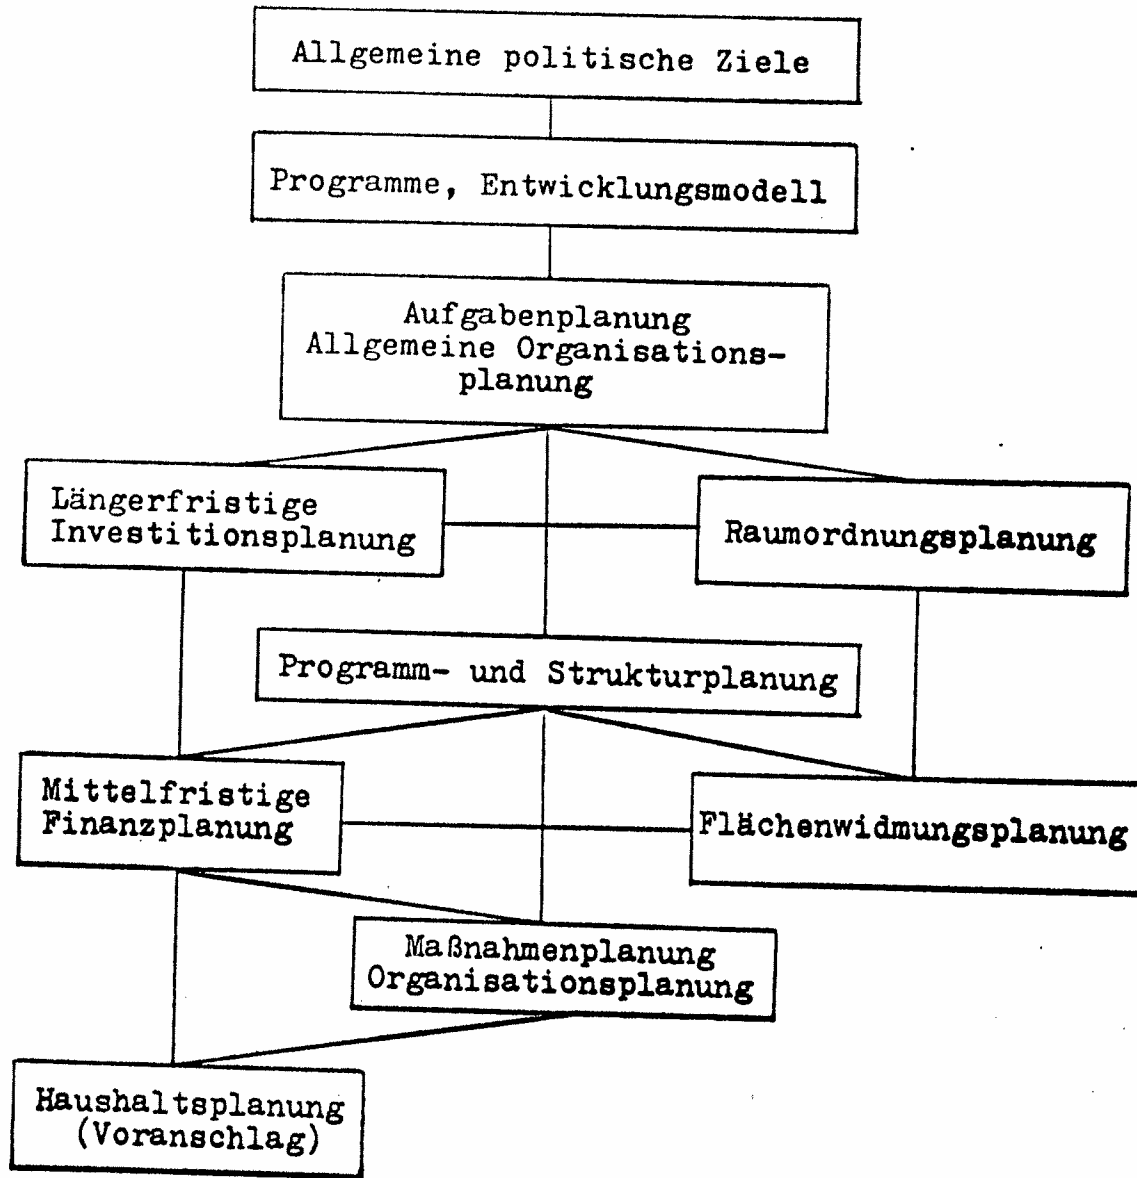 Allgemeine politische Ziele
Programme, Entwicklungsmodell
Aufgabenplanung
Allgemeine Organisations-
planung
Längerfristige
Investitionsplanung
Raumordnungsplanung
Programm- und Strukturplanung
Mittelfristige
Finanzplanung
Flächenwidmungsplanung
Maßnahmenplanung
Organisationsplanung
Haushaltsplanung
(Voranschlag)